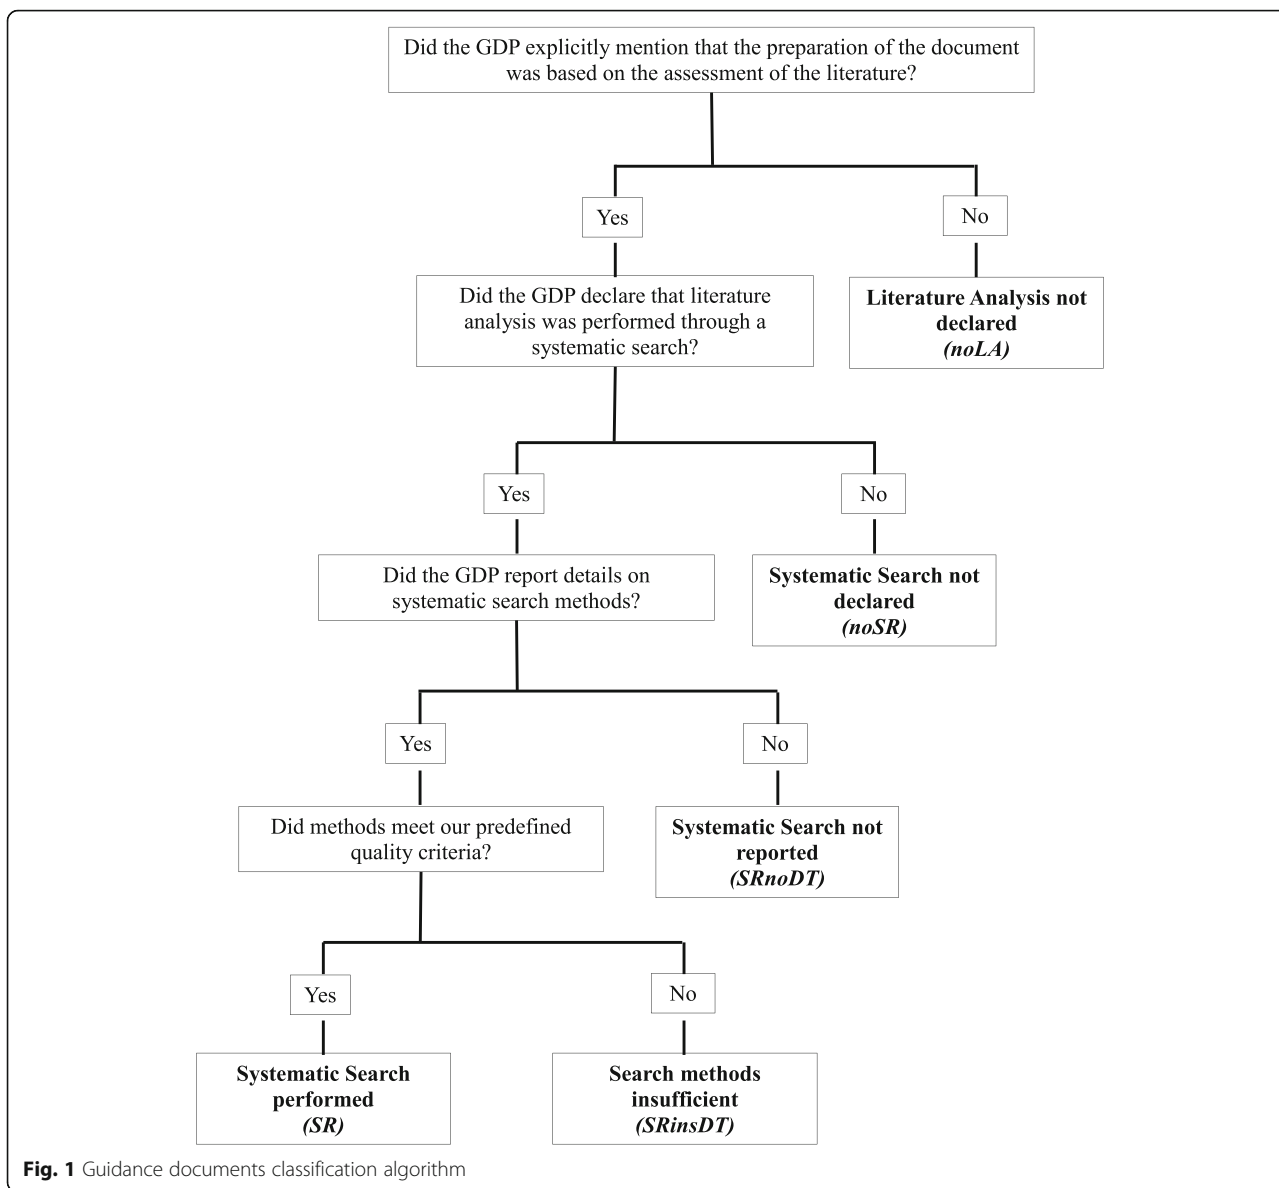 Did the GDP explicitly mention that the preparation of the document
was based on the assessment of the literature?
Yes
No
Did the GDP declare that literature
analysis was performed through a
systematic search?
Literature Analysis not
declared
(noLA)
Yes
No
Did the GDP report details on
systematic search methods?
Systematic Search not
declared
(noSR)
Yes
No
Did methods meet our predefined
quality criteria?
Systematic Search not
reported
(SRnoDT)
Yes
No
Systematic Search
performed
(SR)
Search methods
insufficient
(SRinsDT)
Fig. 1 Guidance documents classification algorithm